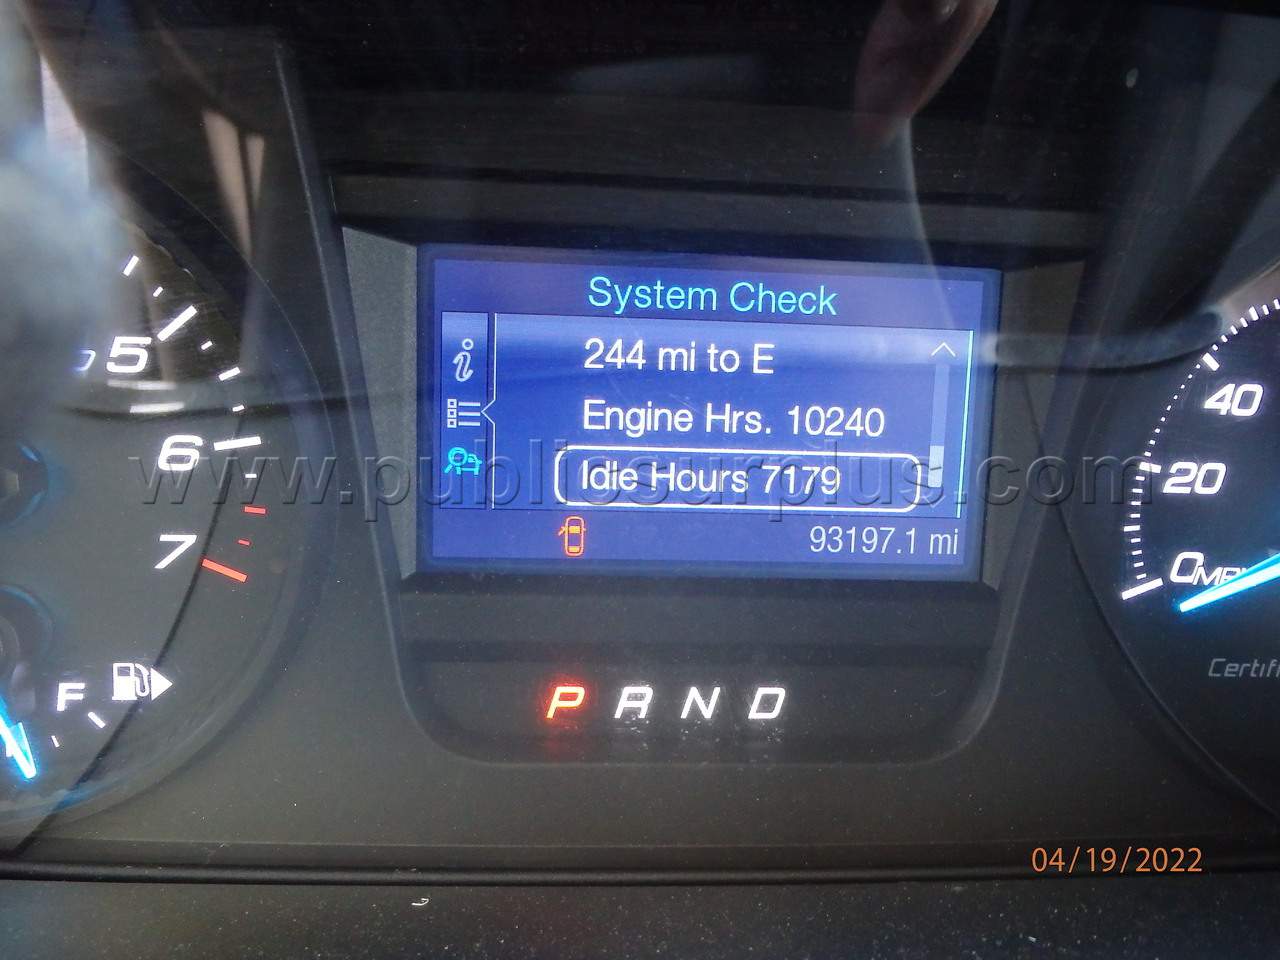 System Check
244 mi to E
Engine Hrs. 10240
Idle Hours 7179
93197.1 mi
5
6
7
F
P R N D
40
20
0
www.publicsurplus.com
04/19/2022